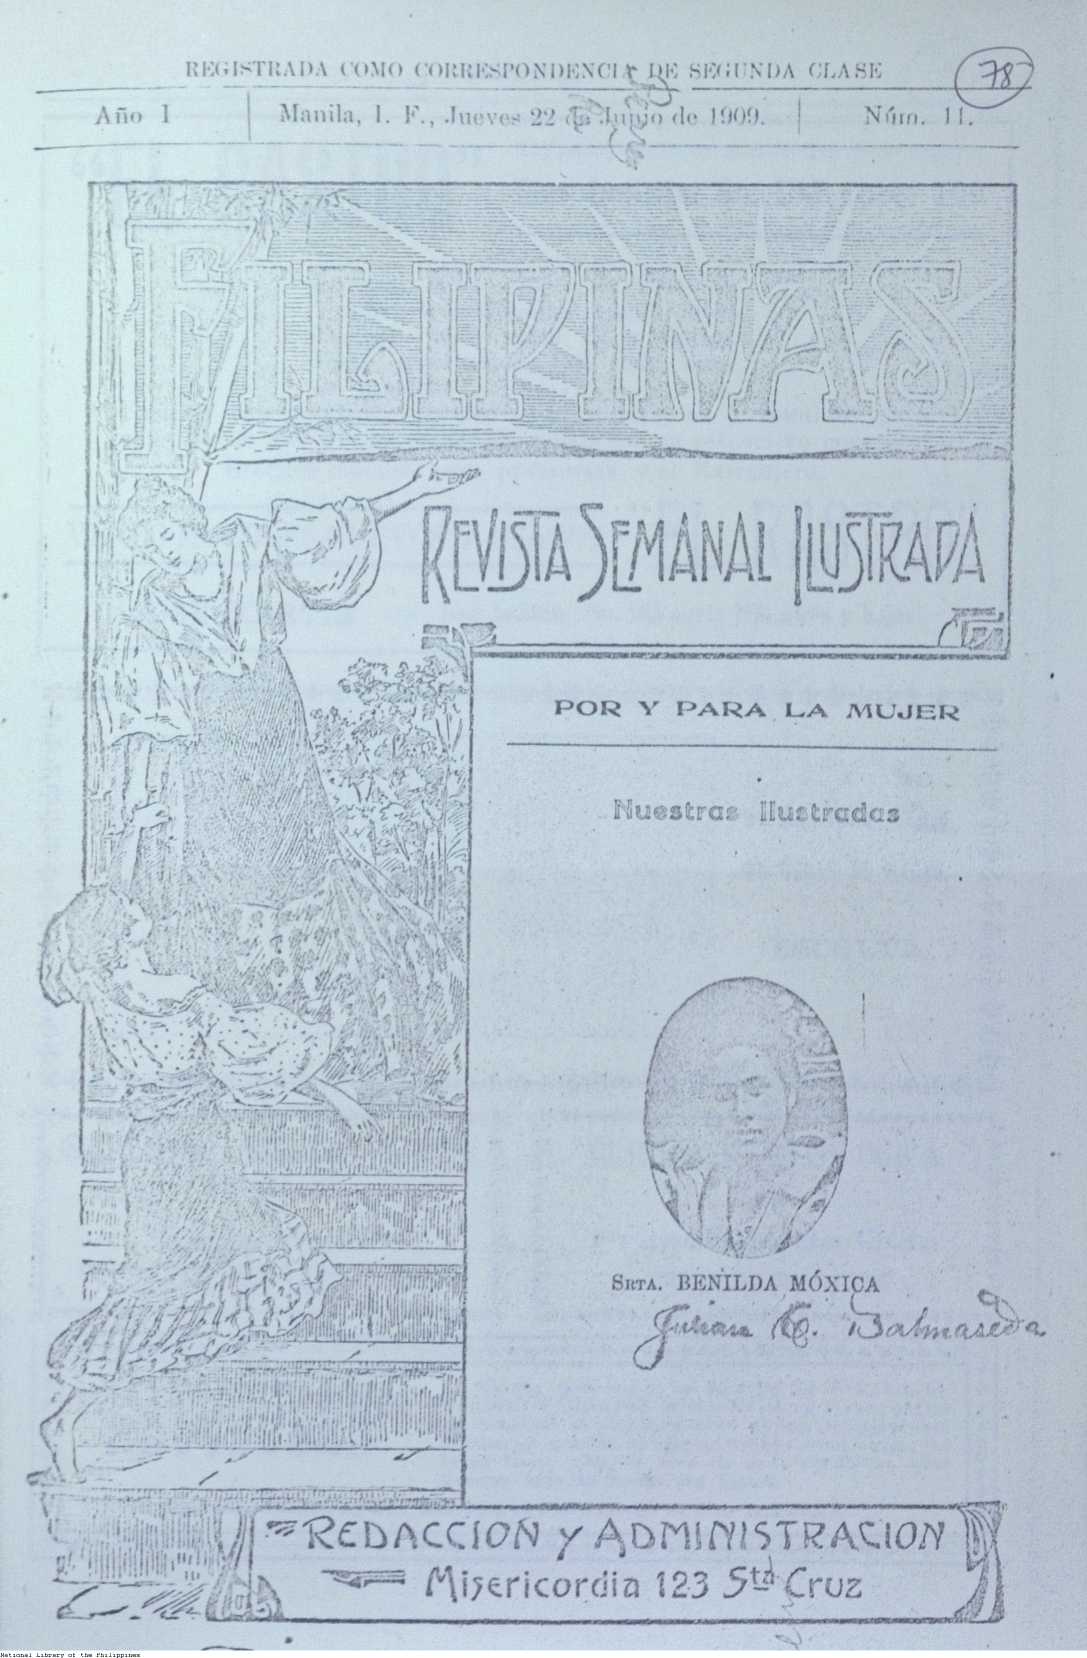 REGISTRADA COMO CORRESPONDENCIA DE SEGUNDA CLASE
78
Año I
Manila, I. F., Jueves 22 de Junio de 1909.
Núm. 11.
FILIPINAS
REVISTA SEMANAL ILUSTRADA
POR Y PARA LA MUJER
Nuestras Ilustradas
SRTA. BENILDA MÓXICA
Julian C. Balmaseda
REDACCION Y ADMINISTRACION
Misericordia 123 Sta Cruz
National Library of the Philippines